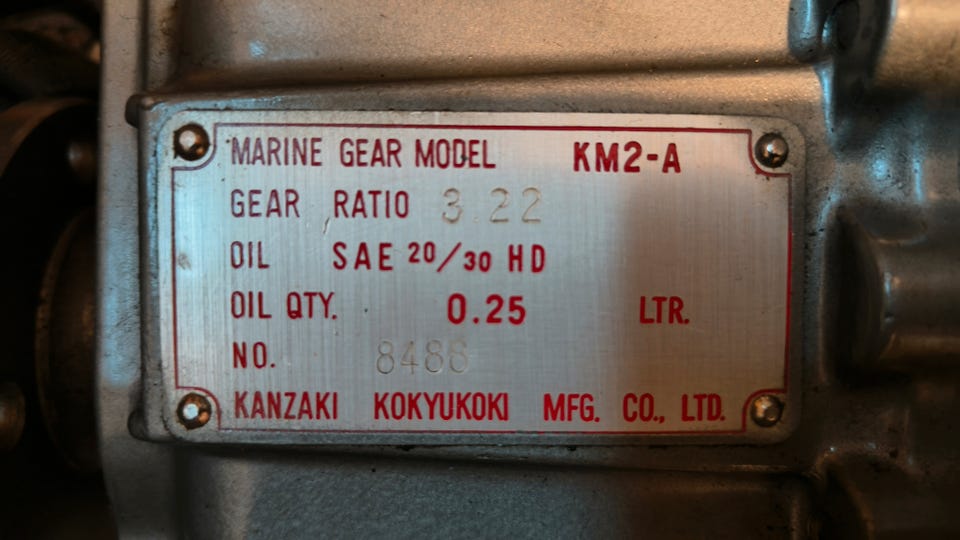 MARINE GEAR MODEL KM2-A
GEAR RATIO 3.22
OIL SAE 20/30 HD
OIL QTY. 0.25 LTR.
NO.
KANZAKI KOKYUKOKI MFG. CO., LTD.